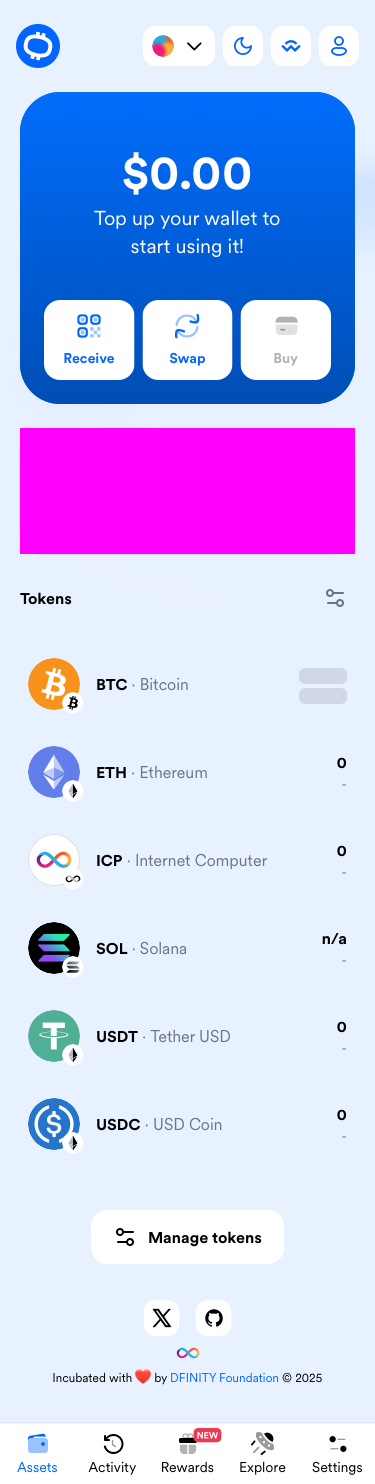 $0.00
Top up your wallet to
start using it!
Receive
Swap
Buy
Tokens
BTC · Bitcoin
ETH · Ethereum
0
-
ICP · Internet Computer
0
-
SOL · Solana
n/a
-
USDT · Tether USD
0
-
USDC · USD Coin
0
-
Manage tokens
Incubated with ❤️ by DFINITY Foundation © 2025
NEW
Assets
Activity
Rewards
Explore
Settings